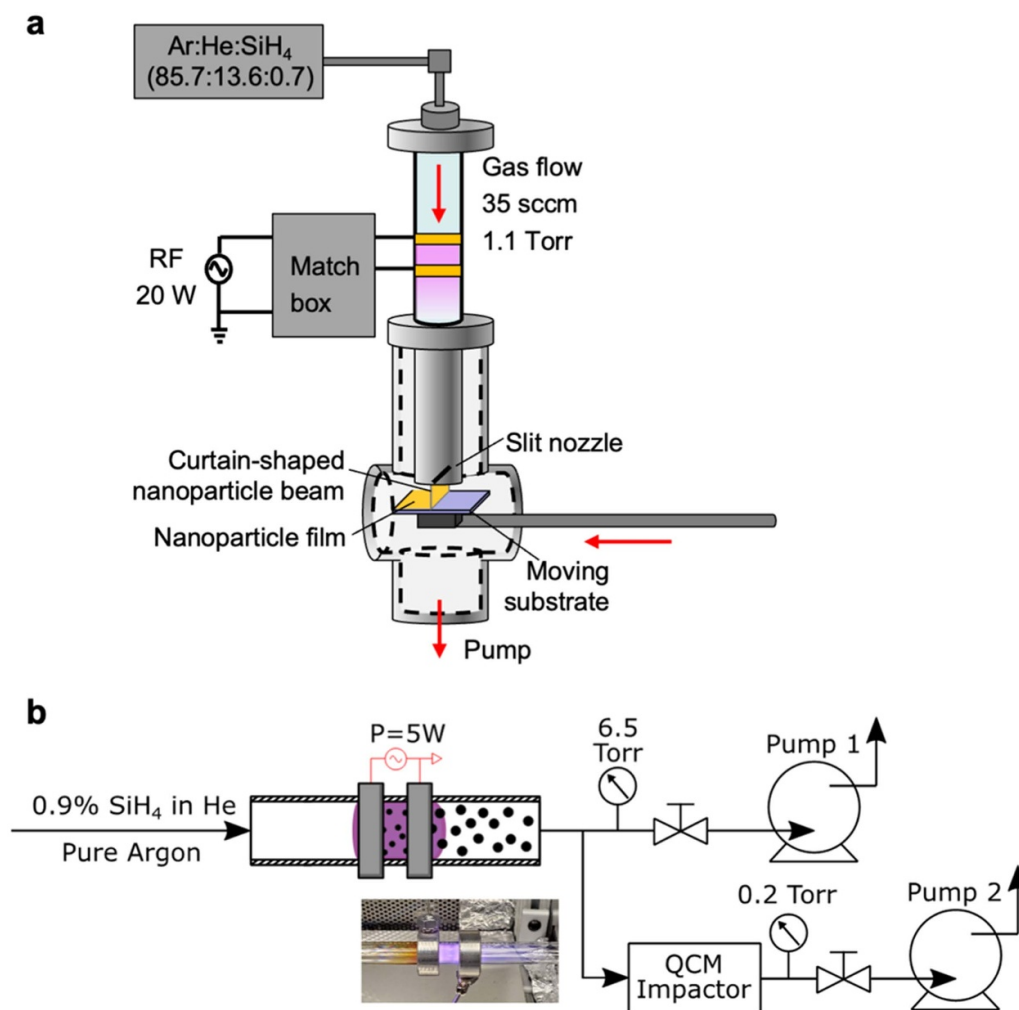 a
Ar:He:SiH4
(85.7:13.6:0.7)
Gas flow
35 sccm
1.1 Torr
RF
20 W
Match
box
Slit nozzle
Curtain-shaped
nanoparticle beam
Nanoparticle film
Moving
substrate
Pump
b
P=5W
6.5
Torr
Pump 1
0.9% SiH4 in He
Pure Argon
0.2 Torr
Pump 2
QCM
Impactor